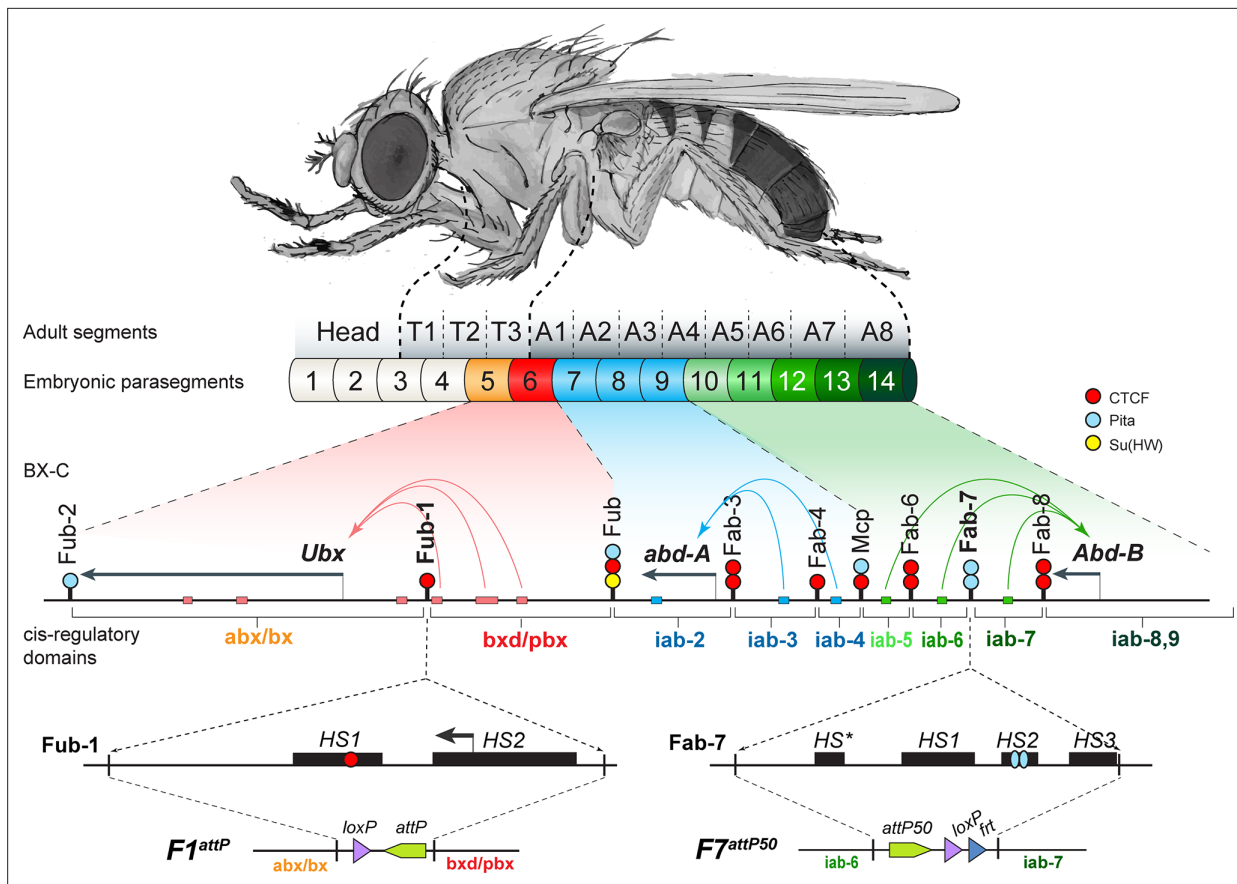 Adult segments
Head T1 T2 T3 A1 A2 A3 A4 A5 A6 A7 A8
Embryonic parasegments
1 2 3 4 5 6 7 8 9 10 11 12 13 14
CTCF
Pita
Su(HW)
BX-C
Fub-2
Ubx
Fub-1
Fub
abd-A
Fab-3
Fab-4
Mcp
Fab-6
Fab-7
Fab-8
Abd-B
cis-regulatory
domains
abx/bx bxd/pbx iab-2 iab-3 iab-4 iab-5 iab-6 iab-7 iab-8,9
Fub-1
HS1 HS2
Fab-7
HS* HS1 HS2 HS3
F1attP
loxP attP
abx/bx bxd/pbx
F7attP50
attP50 loxP frt
iab-6 iab-7